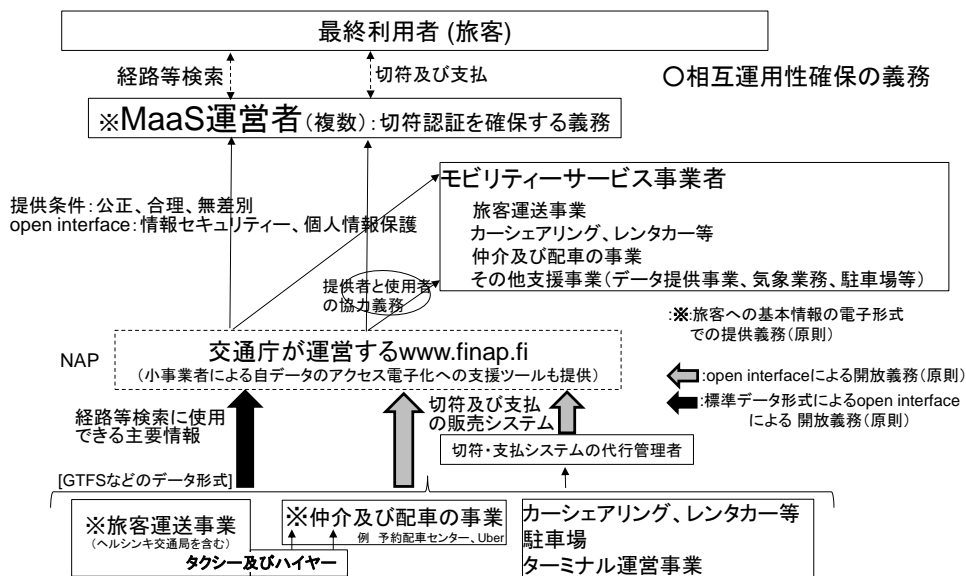 最終利用者 (旅客)
経路等検索
切符及び支払
〇相互運用性確保の義務
※MaaS運営者(複数):切符認証を確保する義務
モビリティーサービス事業者
旅客運送事業
カーシェアリング、レンタカー等
仲介及び配車の事業
その他支援事業(データ提供事業、気象業務、駐車場等)
提供条件:公正、合理、無差別
open interface:情報セキュリティー、個人情報保護
提供者と使用者
の協力義務
:※:旅客への基本情報の電子形式
での提供義務(原則)
NAP
交通庁が運営するwww.finap.fi
(小事業者による自データのアクセス電子化への支援ツールも提供)
:open interfaceによる開放義務(原則)
:標準データ形式によるopen interface
による 開放義務(原則)
経路等検索に使用
できる主要情報
切符及び支払
の販売システム
切符・支払システムの代行管理者
[GTFSなどのデータ形式]
※旅客運送事業
(ヘルシンキ交通局を含む)
タクシー及びハイヤー
※仲介及び配車の事業
例 予約配車センター、Uber
カーシェアリング、レンタカー等
駐車場
ターミナル運営事業